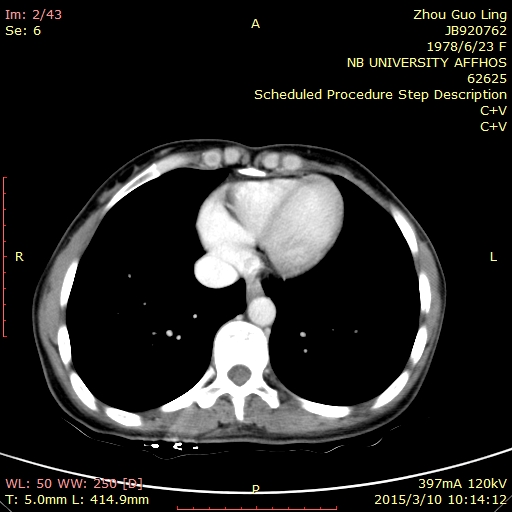 Im: 2/43
Se: 6
A
Zhou Guo Ling
JB920762
1978/6/23 F
NB UNIVERSITY AFFHOS
62625
Scheduled Procedure Step Description
C+V
C+V
R
L
WL: 50 WW: 250 [D]
T: 5.0mm L: 414.9mm
P
397mA 120kV
2015/3/10 10:14:12